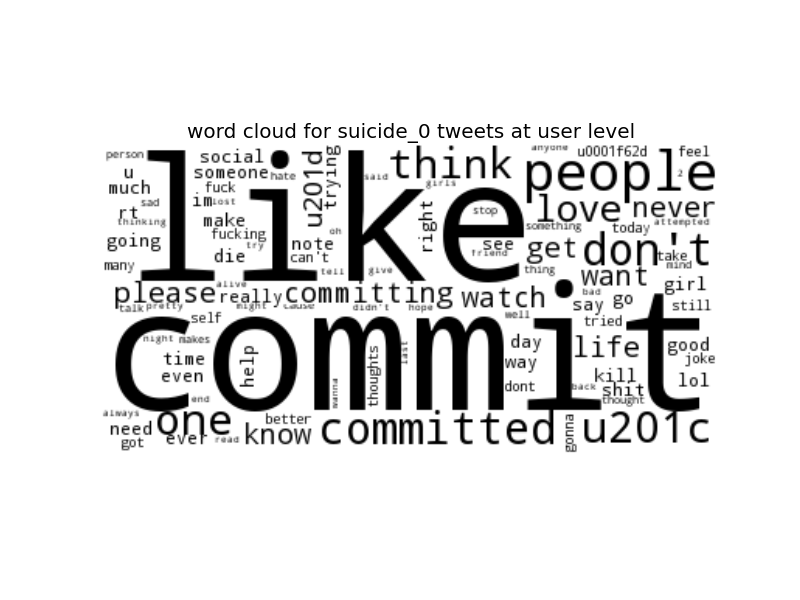 word cloud for suicide_0 tweets at user level
person
social
u201d
trying
said
think
anyone
u0001f62d
feel
u
someone
hate
girls
people
2
much
fuck
like
sad
im
lost
stop
love
never
rt
thinking
make
right
something
today
attempted
going
fucking
try
oh
note
see
get
don't
die
can't
friend
take
many
tell
give
thing
want
mind
please
alive
really
committing
watch
bad
girl
talk
pretty
might
cause
didn't
hope
say
go
still
self
well
tried
commit
night
makes
day
life
good
time
help
thoughts
last
way
joke
even
kill
wanna
dont
back
shit
lol
end
thought
always
one
better
committed
gonna
u201c
need
got
ever
read
know